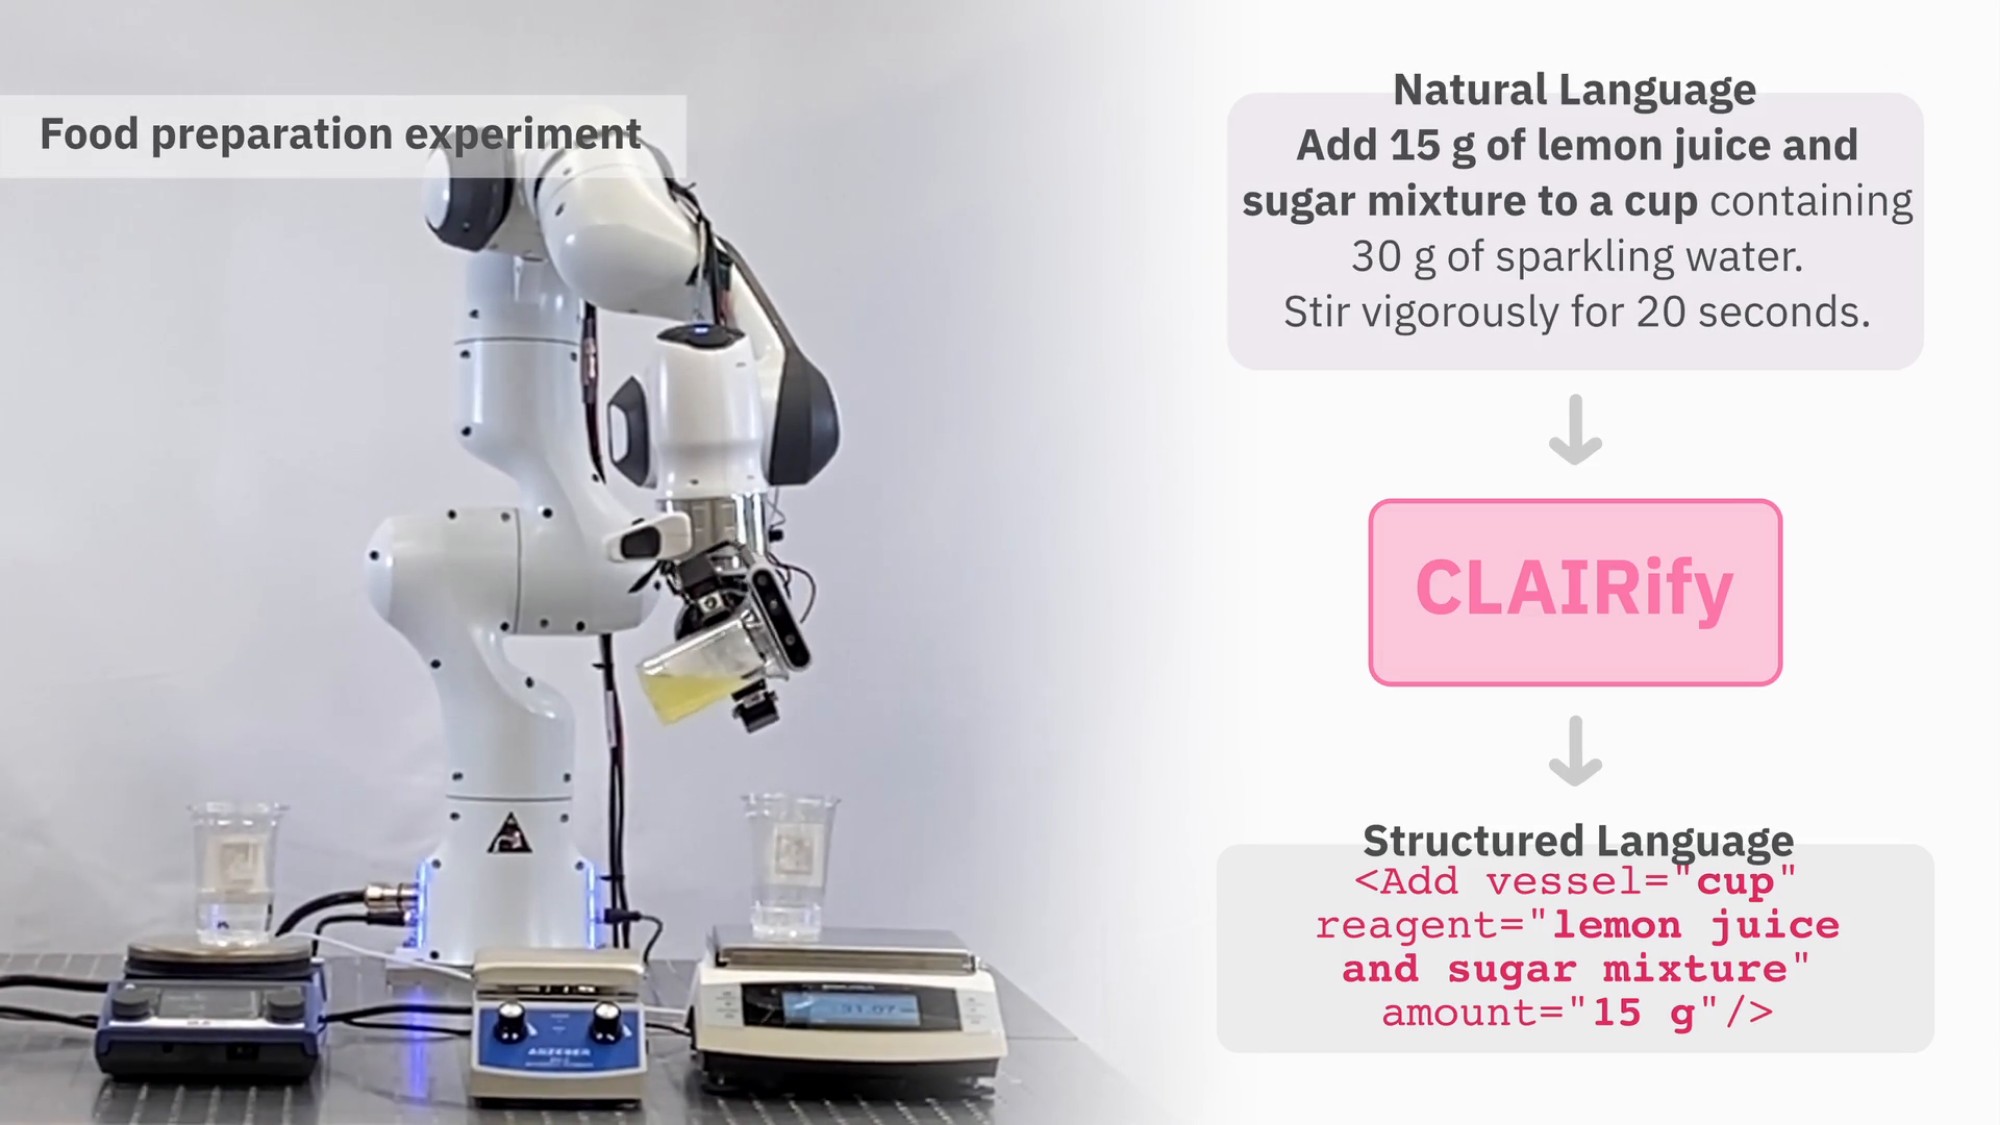 Food preparation experiment
Natural Language
Add 15 g of lemon juice and
sugar mixture to a cup containing
30 g of sparkling water.
Stir vigorously for 20 seconds.
CLAIRify
Structured Language
<Add vessel="cup"
reagent="lemon juice
and sugar mixture"
amount="15 g"/>
31.07